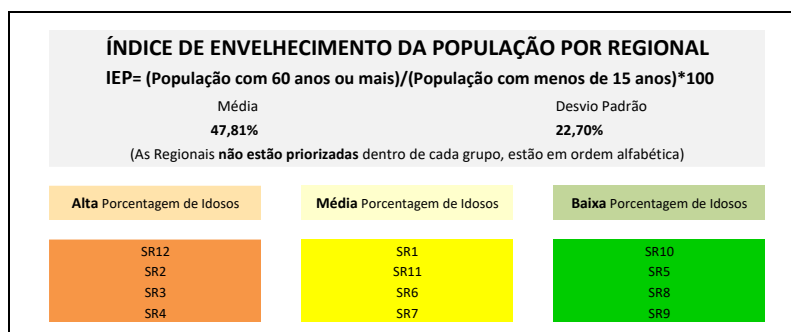 ÍNDICE DE ENVELHECIMENTO DA POPULAÇÃO POR REGIONAL
IEP= (População com 60 anos ou mais)/(População com menos de 15 anos)*100
Média Desvio Padrão
47,81% 22,70%
(As Regionais não estão priorizadas dentro de cada grupo, estão em ordem alfabética)
Alta Porcentagem de Idosos Média Porcentagem de Idosos Baixa Porcentagem de Idosos
SR12 SR1 SR10
SR2 SR11 SR5
SR3 SR6 SR8
SR4 SR7 SR9